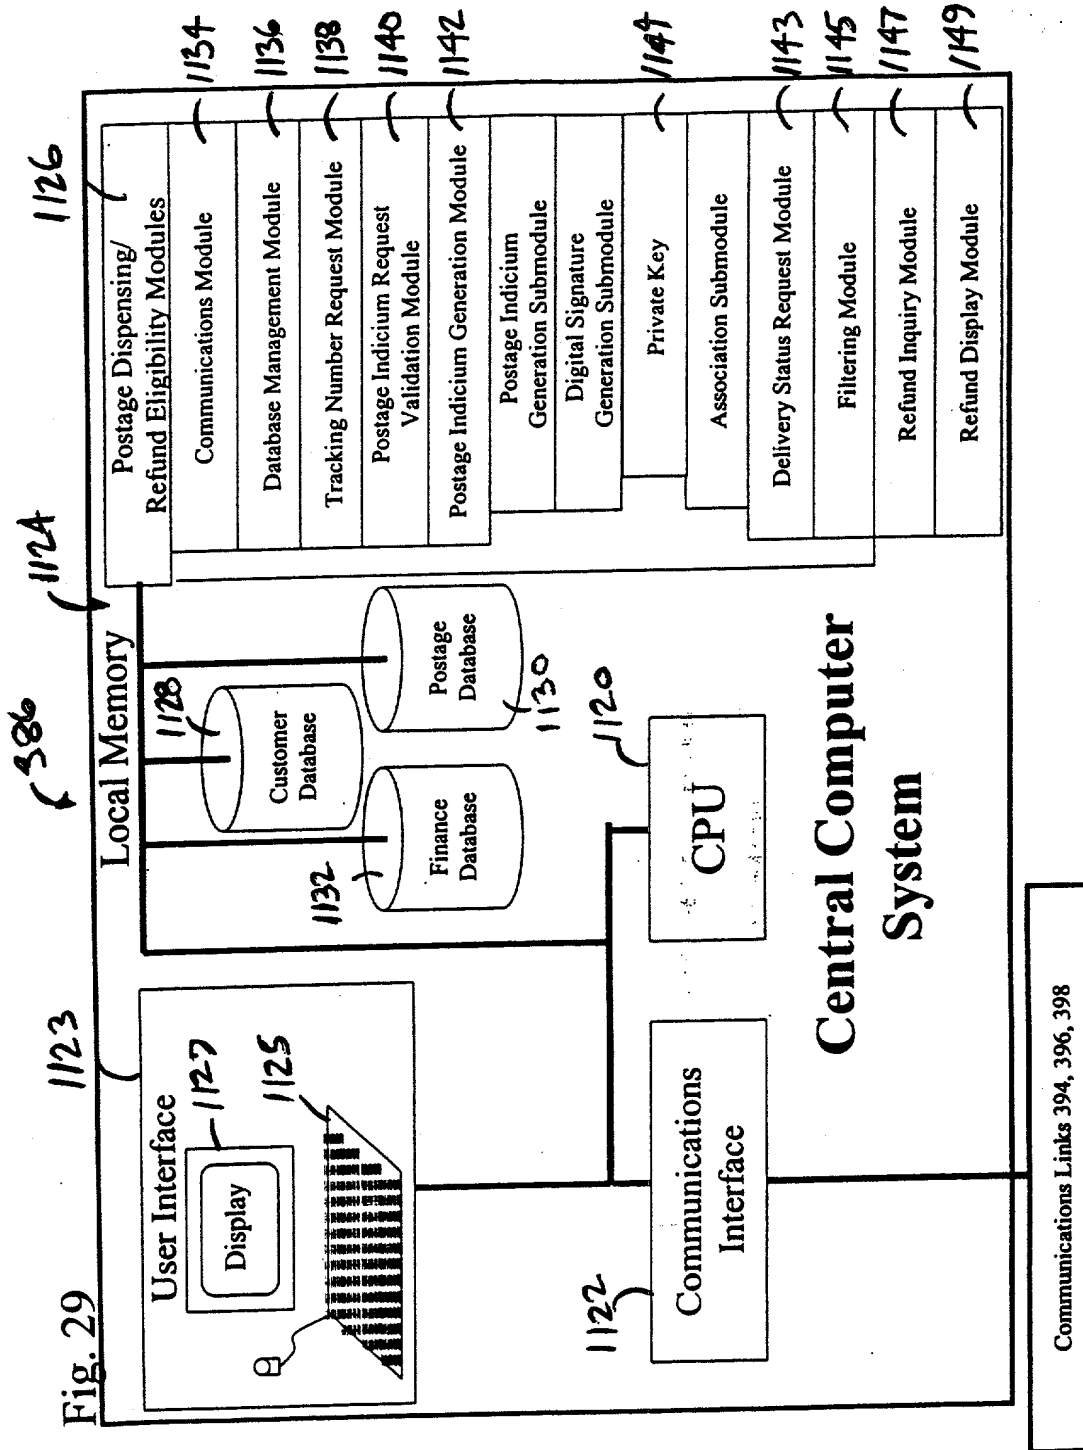 Fig. 29
386
1123
User Interface
1127
Display
1125
1124
Local Memory
1128
Customer
Database
1132
Finance
Database
Postage
Database
1130
1126
Postage Dispensing/
Refund Eligibility Modules
Communications Module
1134
Database Management Module
1136
Tracking Number Request Module
1138
Postage Indicium Request
Validation Module
1140
Postage Indicium Generation Module
1142
Postage Indicium
Generation Submodule
Digital Signature
Generation Submodule
Private Key
1144
Association Submodule
Delivery Status Request Module
1143
Filtering Module
1145
Refund Inquiry Module
1147
Refund Display Module
1149
1122
Communications
Interface
1120
CPU
Central Computer
System
Communications Links 394, 396, 398